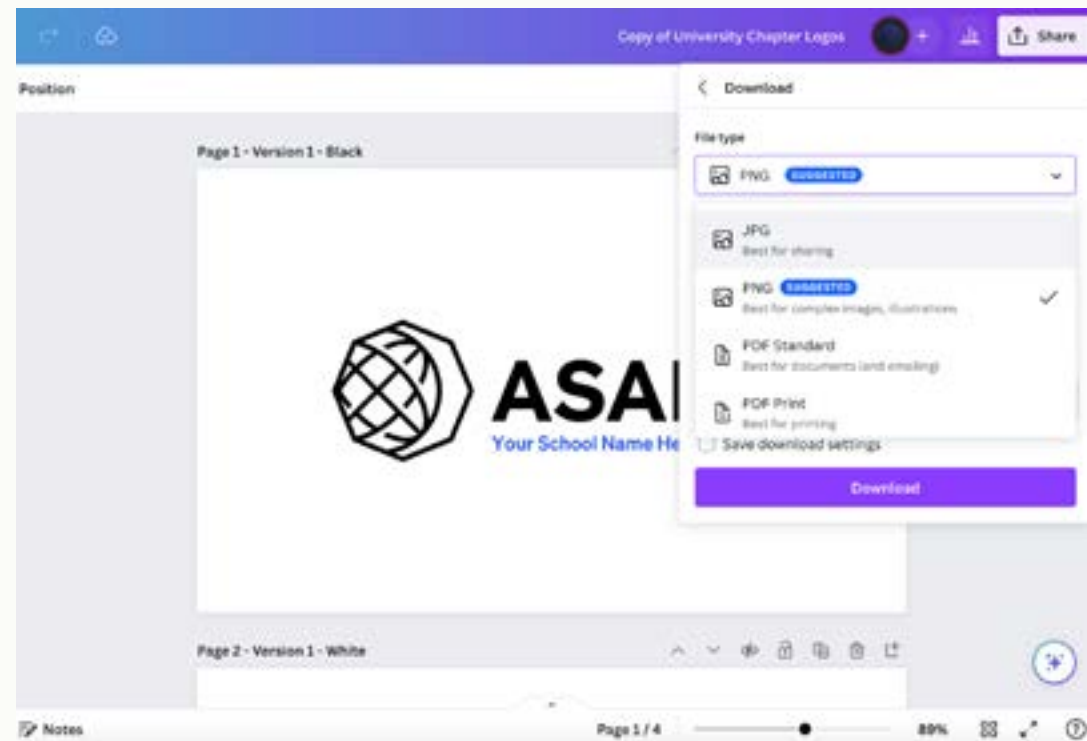 Copy of University Chapter Logos
+
Share
Position
Download
File type
PNG SUGGESTED
JPG
Best for sharing
PNG SUGGESTED
Best for complex images, illustrations
PDF Standard
Best for documents (and emailing)
PDF Print
Best for printing
Save download settings
Download
Page 1 - Version 1 - Black
ASA
Your School Name He
Page 2 - Version 1 - White
Notes
Page 1 / 4
89%